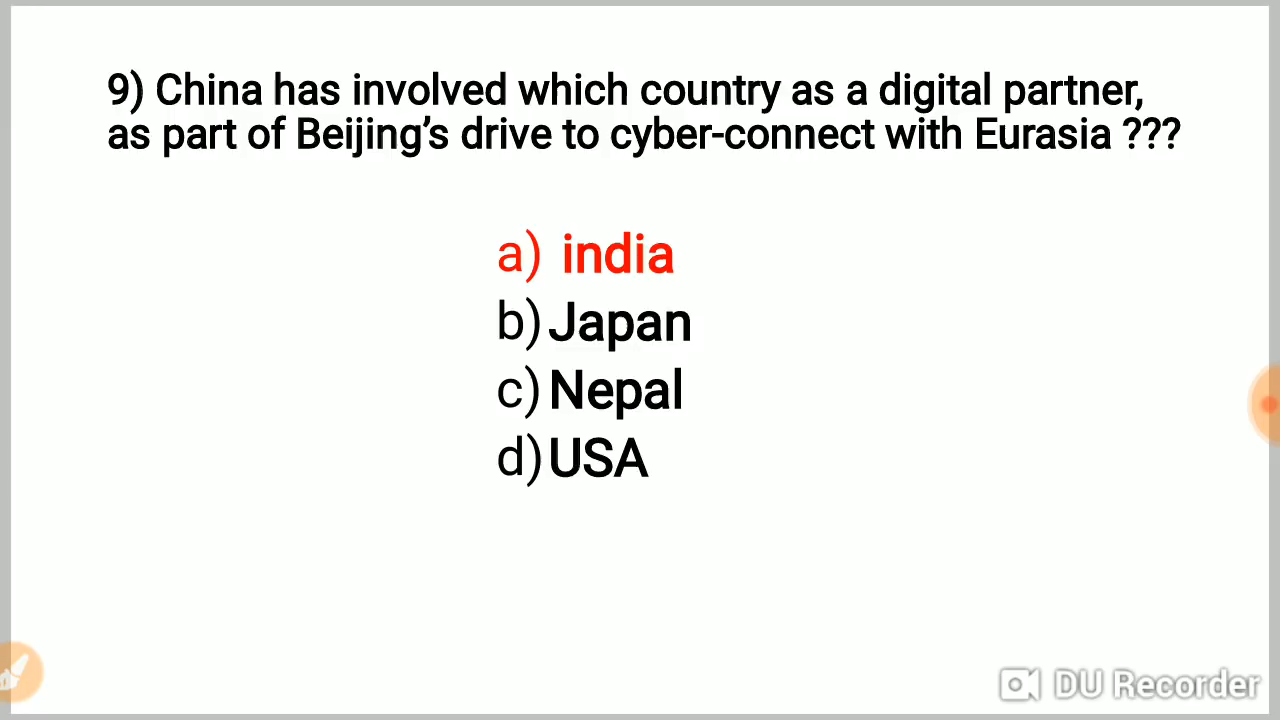 9) China has involved which country as a digital partner,
as part of Beijing’s drive to cyber-connect with Eurasia ???
a) india
b) Japan
c) Nepal
d) USA
DU Recorder